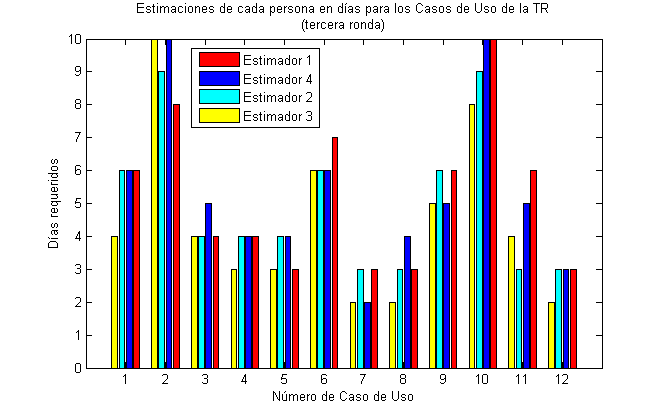 Estimaciones de cada persona en días para los Casos de Uso de la TR
(tercera ronda)
10
9
8
7
6
5
4
3
2
1
0
Días requeridos
Estimador 1
Estimador 4
Estimador 2
Estimador 3
1 2 3 4 5 6 7 8 9 10 11 12
Número de Caso de Uso